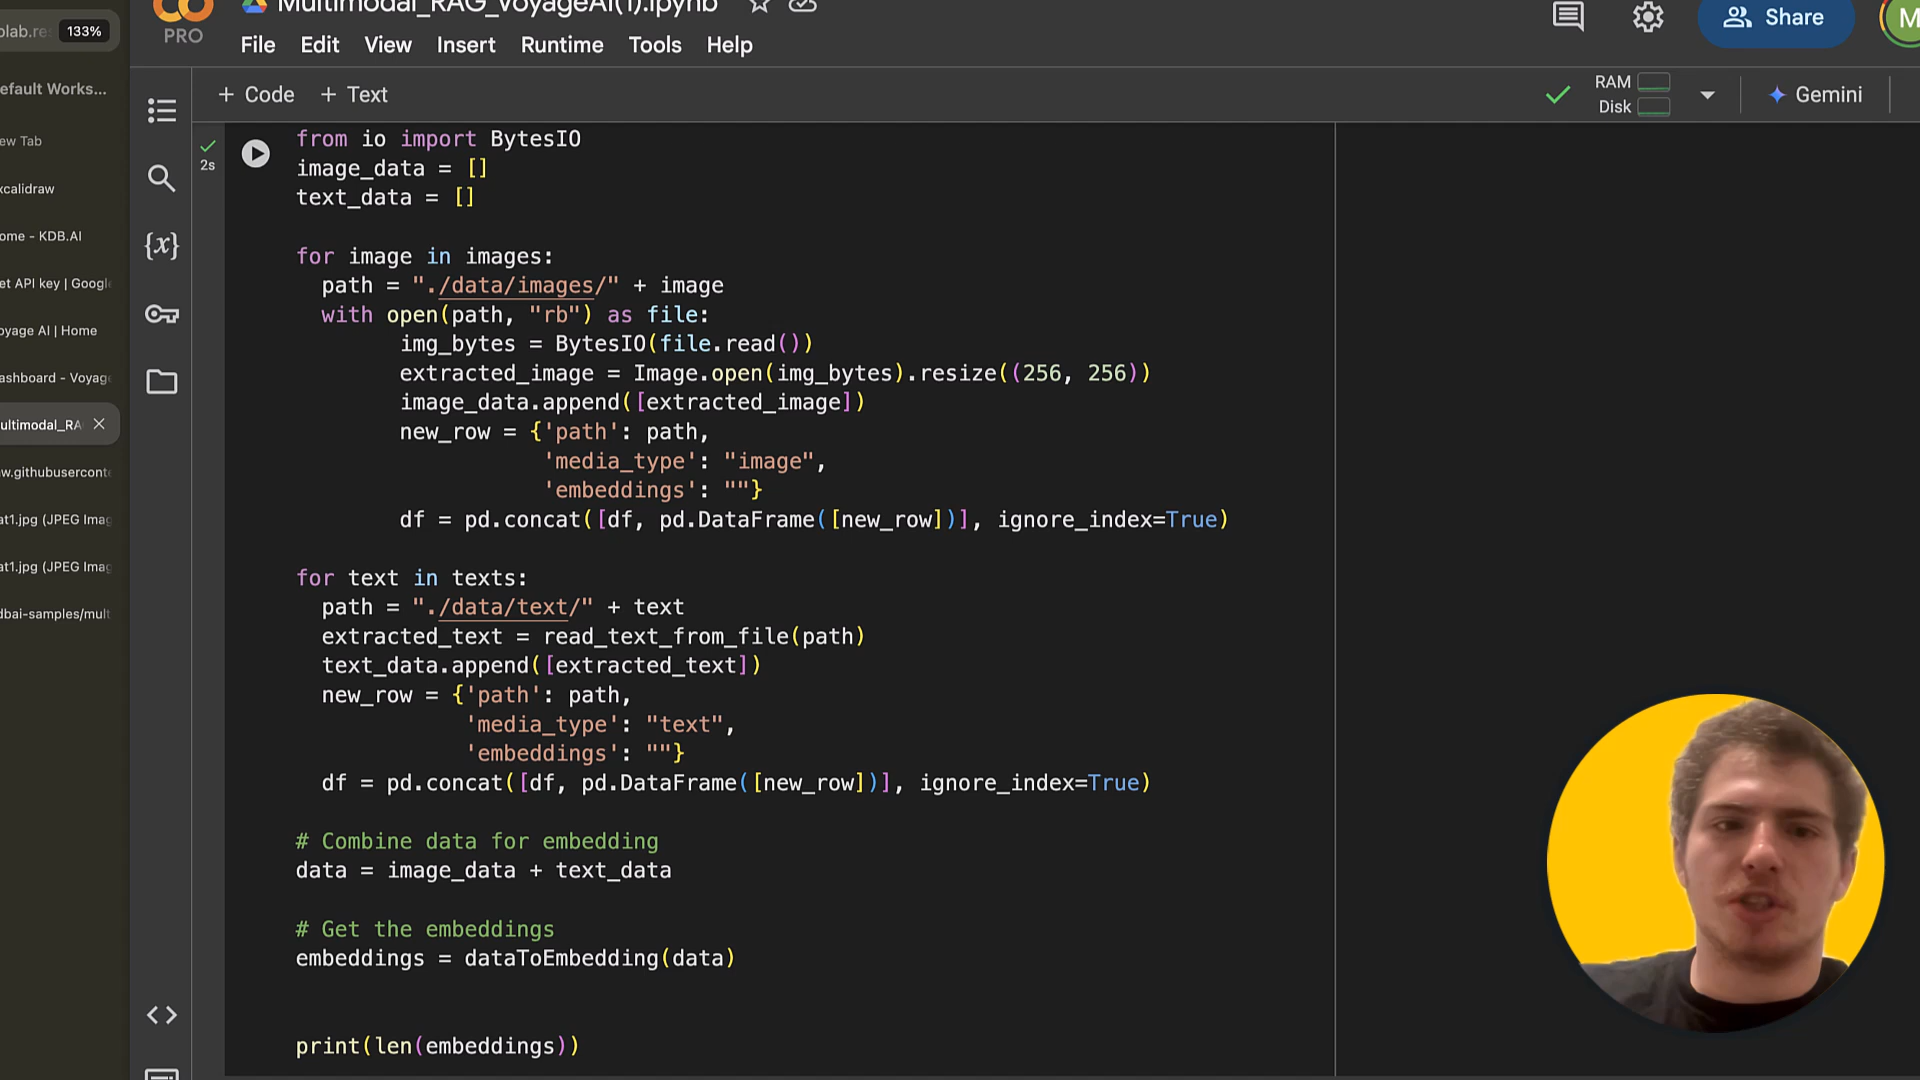 Multimodal_RAG_VoyageAI(1).ipynb
PRO
File Edit View Insert Runtime Tools Help
Share
M
133%
+ Code + Text
RAM
Disk
Gemini
efault Works...
ew Tab
xcalidraw
ome - KDB.AI
et API key | Googl
oyage AI | Home
ashboard - Voyag
ultimodal_RA
w.githubuserconte
at1.jpg (JPEG Imag
at1.jpg (JPEG Imag
dbai-samples/mult
{x}
2s
from io import BytesIO
image_data = []
text_data = []
for image in images:
path = "./data/images/" + image
with open(path, "rb") as file:
img_bytes = BytesIO(file.read())
extracted_image = Image.open(img_bytes).resize((256, 256))
image_data.append([extracted_image])
new_row = {'path': path,
'media_type': "image",
'embeddings': ""}
df = pd.concat([df, pd.DataFrame([new_row])], ignore_index=True)
for text in texts:
path = "./data/text/" + text
extracted_text = read_text_from_file(path)
text_data.append([extracted_text])
new_row = {'path': path,
'media_type': "text",
'embeddings': ""}
df = pd.concat([df, pd.DataFrame([new_row])], ignore_index=True)
# Combine data for embedding
data = image_data + text_data
# Get the embeddings
embeddings = dataToEmbedding(data)
print(len(embeddings))